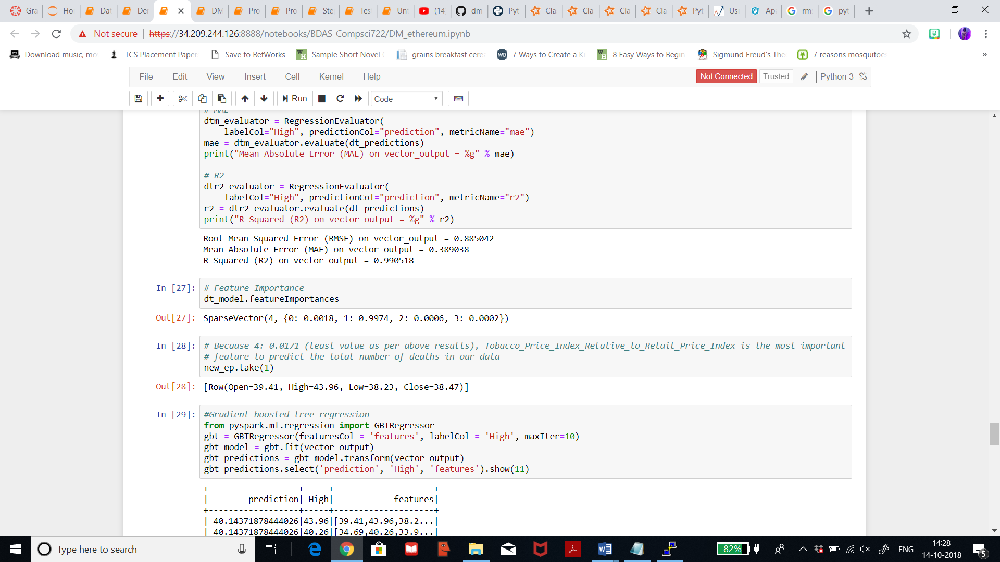 Gra Hor Dat Der DM Pro Pro Ste Tes Unt (14 dm Pyt Cla Cla Cla Cla Pyt Usi Ap rms pyt
Not secure | https://34.209.244.126:8888/notebooks/BDAS-Compsci722/DM_ethereum.ipynb
Download music, mo TCS Placement Paper Save to RefWorks Sample Short Novel grains breakfast cere 7 Ways to Create a Ki 8 Easy Ways to Begin Sigmund Freud's The 7 reasons mosquitoe »
File Edit View Insert Cell Kernel Help Not Connected Trusted Python 3
Run Code
# MAE
dtm_evaluator = RegressionEvaluator(
labelCol="High", predictionCol="prediction", metricName="mae")
mae = dtm_evaluator.evaluate(dt_predictions)
print("Mean Absolute Error (MAE) on vector_output = %g" % mae)
# R2
dtr2_evaluator = RegressionEvaluator(
labelCol="High", predictionCol="prediction", metricName="r2")
r2 = dtr2_evaluator.evaluate(dt_predictions)
print("R-Squared (R2) on vector_output = %g" % r2)
Root Mean Squared Error (RMSE) on vector_output = 0.885042
Mean Absolute Error (MAE) on vector_output = 0.389038
R-Squared (R2) on vector_output = 0.990518
In [27]: # Feature Importance
dt_model.featureImportances
Out[27]: SparseVector(4, {0: 0.0018, 1: 0.9974, 2: 0.0006, 3: 0.0002})
In [28]: # Because 4: 0.0171 (least value as per above results), Tobacco_Price_Index_Relative_to_Retail_Price_Index is the most important
# feature to predict the total number of deaths in our data
new_ep.take(1)
Out[28]: [Row(Open=39.41, High=43.96, Low=38.23, Close=38.47)]
In [29]: #Gradient boosted tree regression
from pyspark.ml.regression import GBTRegressor
gbt = GBTRegressor(featuresCol = 'features', labelCol = 'High', maxIter=10)
gbt_model = gbt.fit(vector_output)
gbt_predictions = gbt_model.transform(vector_output)
gbt_predictions.select('prediction', 'High', 'features').show(11)
+------------------+-----+--------------------+
| prediction| High| features|
+------------------+-----+--------------------+
| 40.14371878444026|43.96|[39.41,43.96,38.2...|
| 40.14371878444026|40.26|[34.69,40.26,33.9...|
Type here to search 82% ENG 14:28
14-10-2018 5